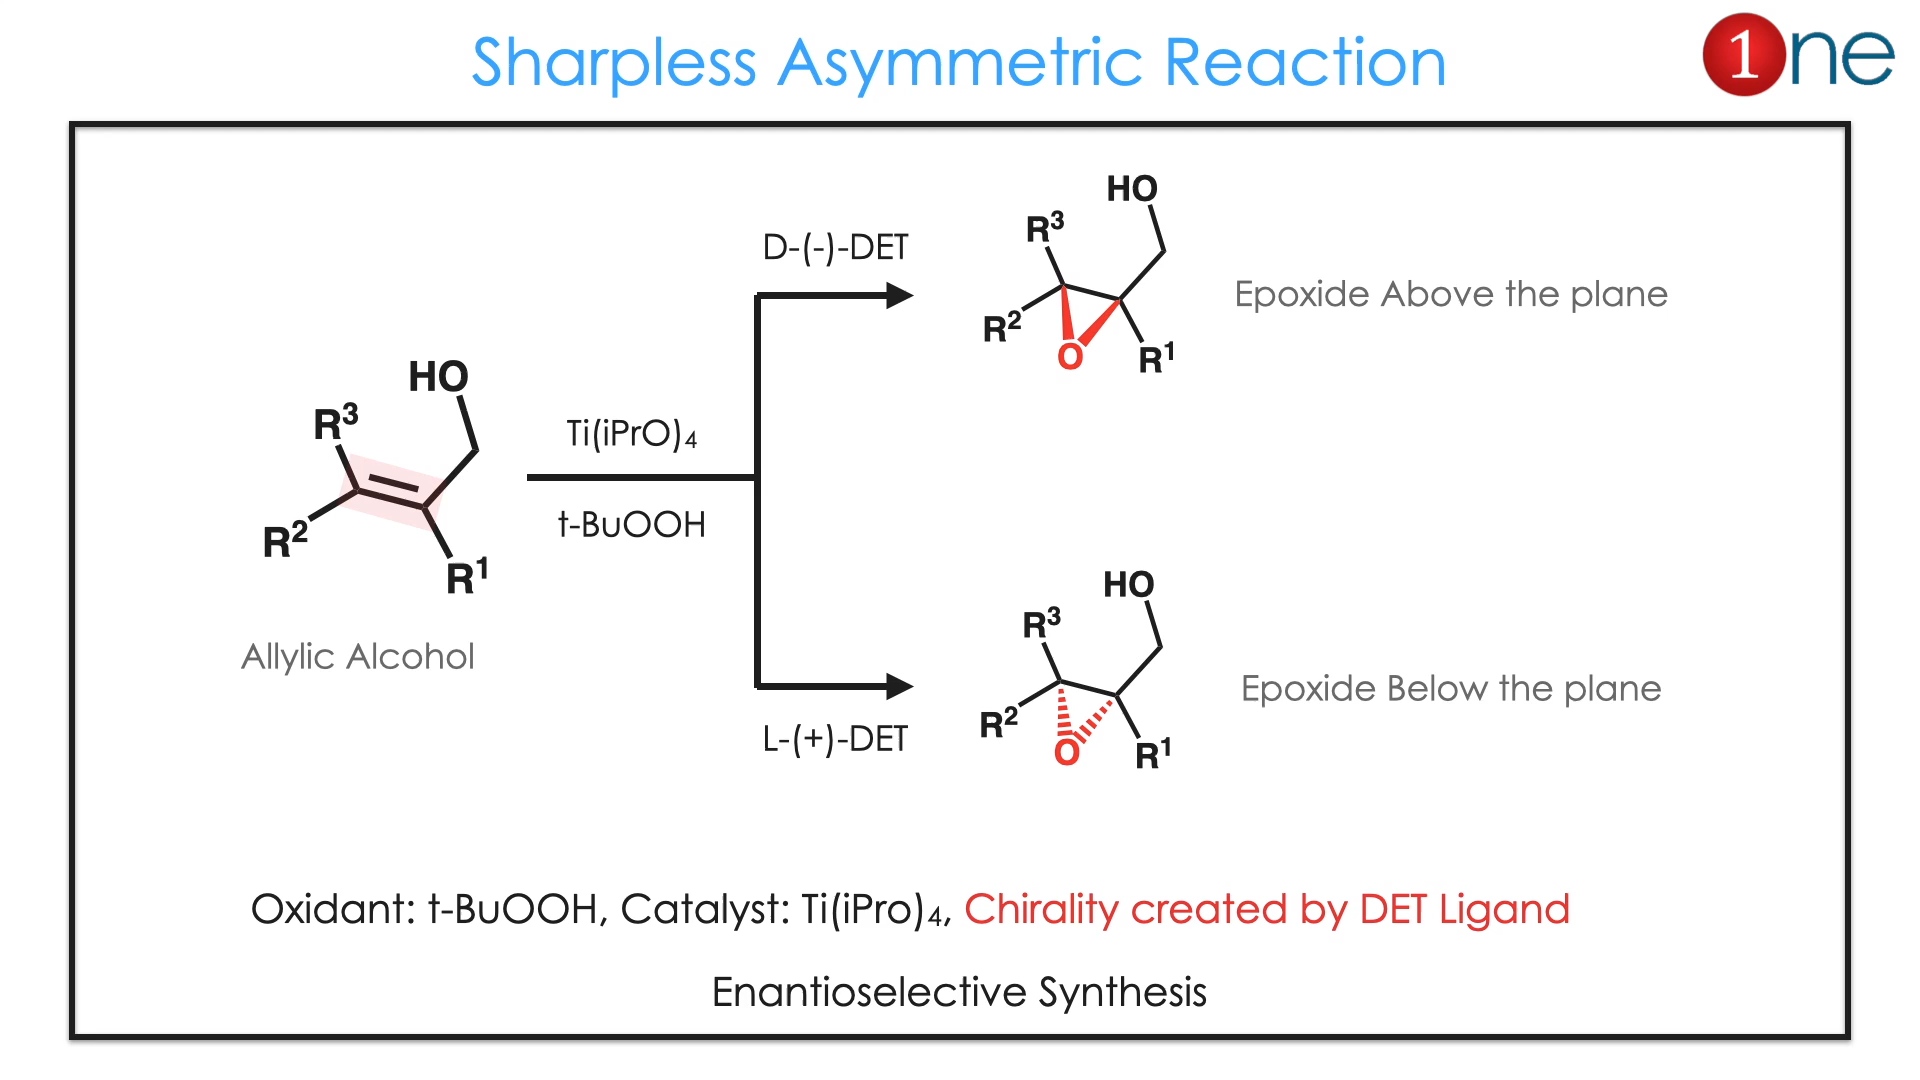 Sharpless Asymmetric Reaction
1ne
HO
R³
D-(-)-DET
R²
O
R¹
Epoxide Above the plane
HO
R³
R²
R¹
Allylic Alcohol
Ti(iPrO)₄
t-BuOOH
HO
R³
R²
O
R¹
L-(+)-DET
Epoxide Below the plane
Oxidant: t-BuOOH, Catalyst: Ti(iPro)₄, Chirality created by DET Ligand
Enantioselective Synthesis